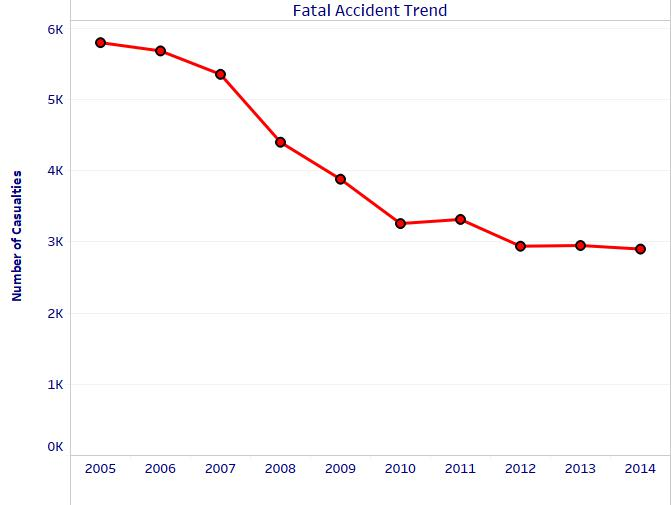 Fatal Accident Trend
6K
5K
4K
3K
2K
1K
0K
Number of Casualties
2005 2006 2007 2008 2009 2010 2011 2012 2013 2014